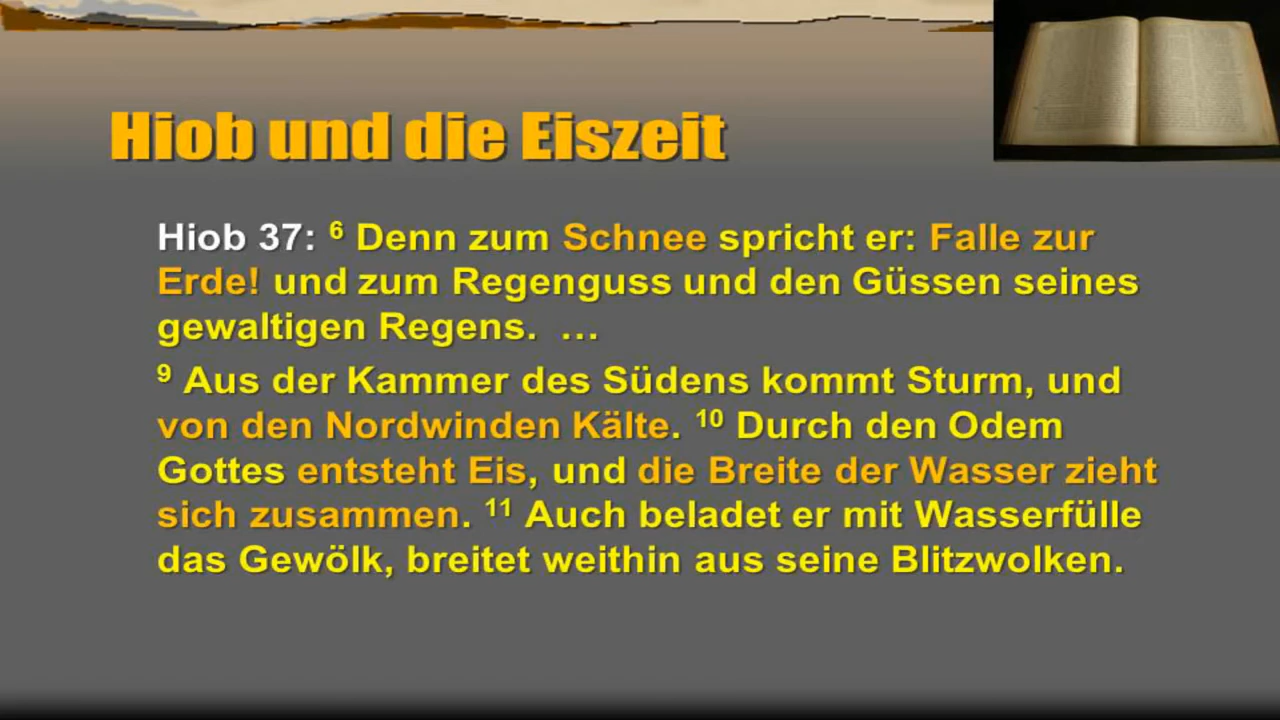 Hiob und die Eiszeit
Hiob 37: 6 Denn zum Schnee spricht er: Falle zur
Erde! und zum Regenguss und den Güssen seines
gewaltigen Regens. …
9 Aus der Kammer des Südens kommt Sturm, und
von den Nordwinden Kälte. 10 Durch den Odem
Gottes entsteht Eis, und die Breite der Wasser zieht
sich zusammen. 11 Auch beladet er mit Wasserfülle
das Gewölk, breitet weithin aus seine Blitzwolken.